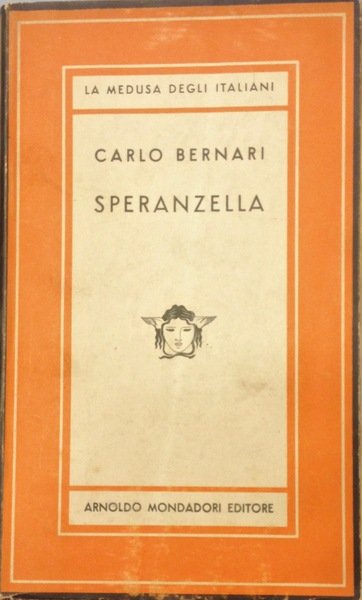 LA MEDUSA DEGLI ITALIANI
CARLO BERNARI
SPERANZELLA
ARNOLDO MONDADORI EDITORE